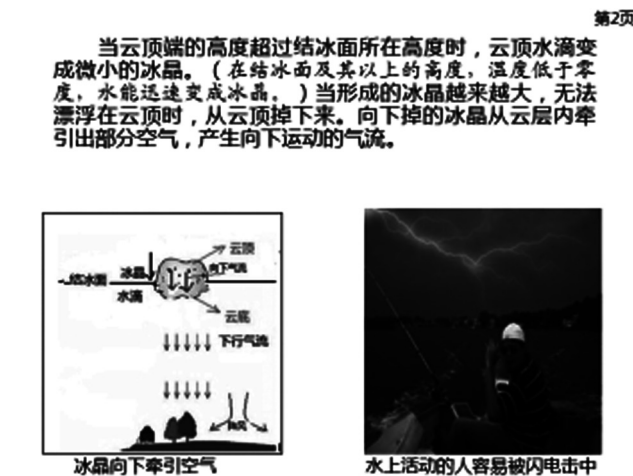 第2页
当云顶端的高度超过结冰面所在高度时，云顶水滴变
成微小的冰晶。（在结冰面及其以上的高度，温度低于零
度，水能迅速变成冰晶。）当形成的冰晶越来越大，无法
漂浮在云顶时，从云顶掉下来。向下掉的冰晶从云层内牵
引出部分空气，产生向下运动的气流。
云顶
冰晶
向下气流
结冰面
水滴
云底
下行气流
冰晶向下牵引空气
水上活动的人容易被闪电击中